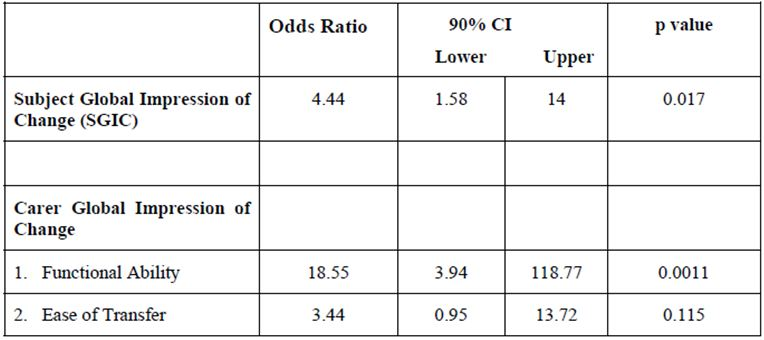 Odds Ratio 90% CI p value
Lower Upper
Subject Global Impression of 4.44 1.58 14 0.017
Change (SGIC)
Carer Global Impression of
Change
1. Functional Ability 18.55 3.94 118.77 0.0011
2. Ease of Transfer 3.44 0.95 13.72 0.115